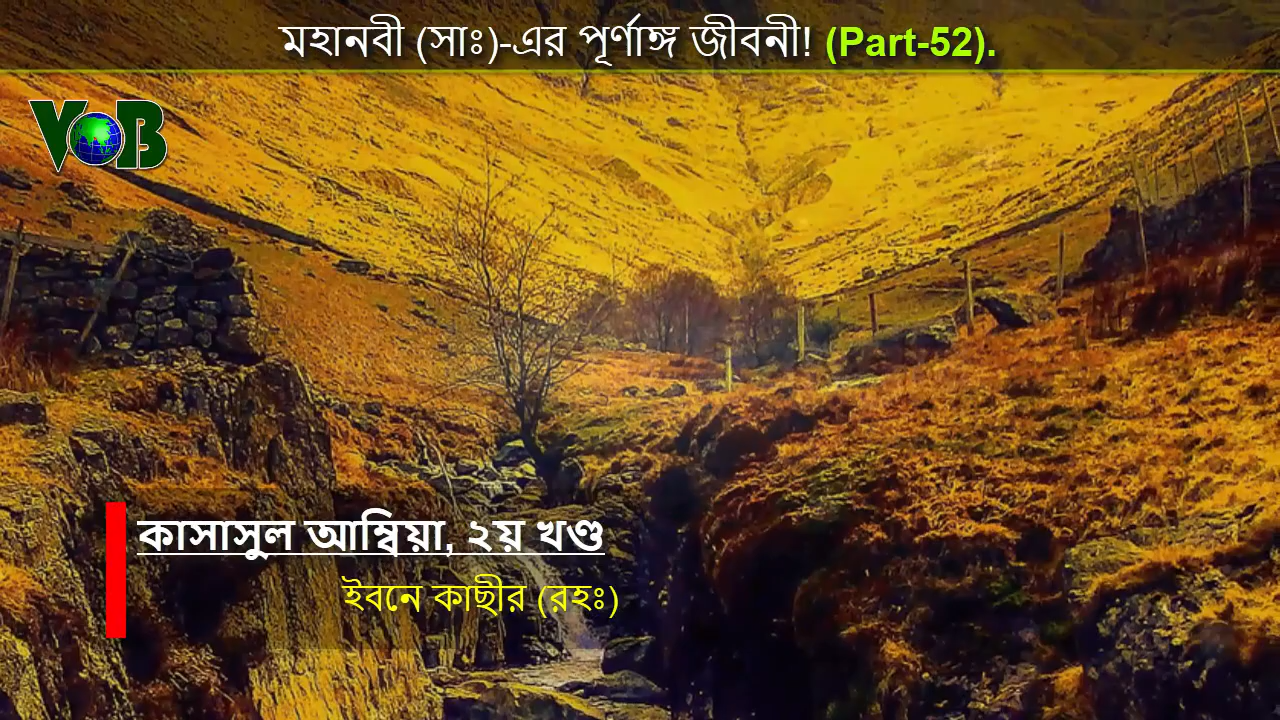 মহানবী (সাঃ)-এর পূর্ণাঙ্গ জীবনী! (Part-52).
VOB
কাসাসুল আম্বিয়া, ২য় খণ্ড
ইবনে কাছীর (রহঃ)